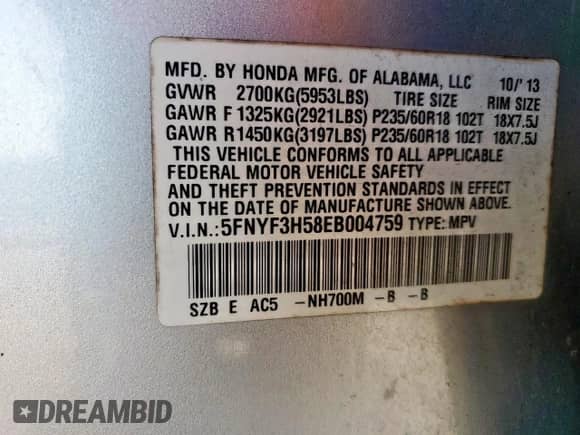 MFD. BY HONDA MFG. OF ALABAMA, LLC 10/'13
GVWR 2700KG(5953LBS) TIRE SIZE RIM SIZE
GAWR F 1325KG(2921LBS) P235/60R18 102T 18X7.5J
GAWR R 1450KG(3197LBS) P235/60R18 102T 18X7.5J
THIS VEHICLE CONFORMS TO ALL APPLICABLE
FEDERAL MOTOR VEHICLE SAFETY
AND THEFT PREVENTION STANDARDS IN EFFECT
ON THE DATE OF MANUFACTURE SHOWN ABOVE.
V.I.N.:5FNYF3H58EB004759 TYPE: MPV
SZB E AC5 -NH700M -B -B
DREAMBID